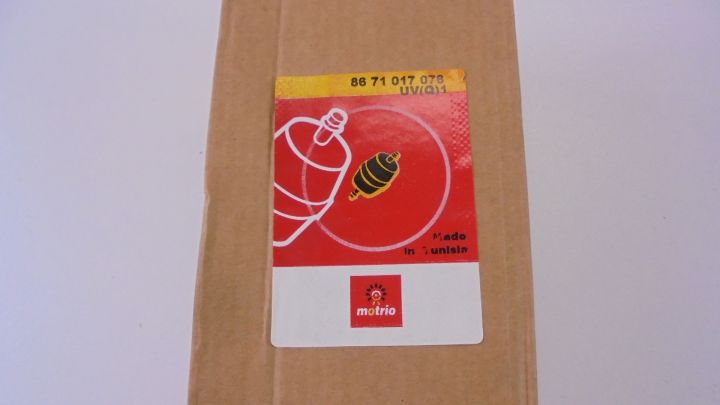 86 71 017 078
UV(Q)1
Made
in Tunisia
motrio